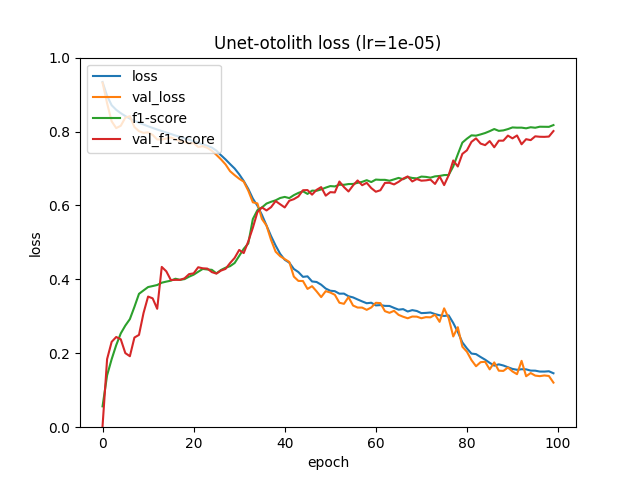 Unet-otolith loss (lr=1e-05)
loss
val_loss
f1-score
val_f1-score
1.0
0.8
0.6
0.4
0.2
0.0
loss
0 20 40 60 80 100
epoch